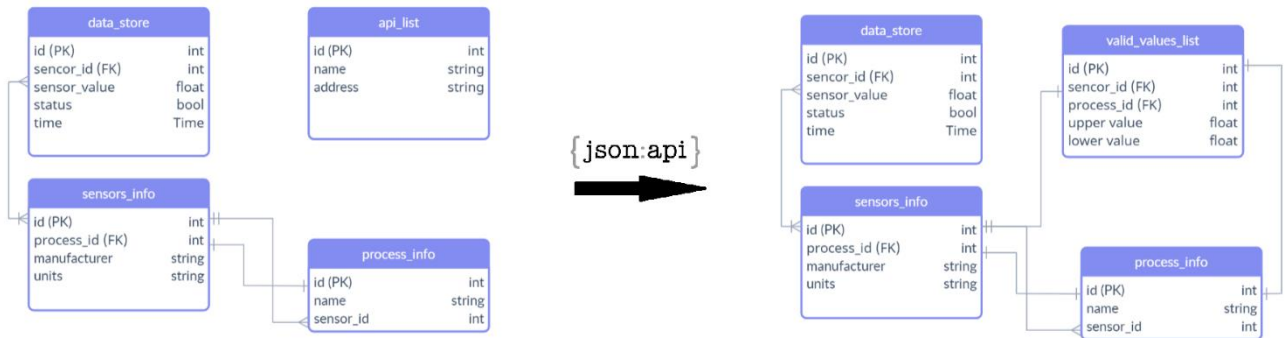 data_store
id (PK) int
sencor_id (FK) int
sensor_value float
status bool
time Time
api_list
id (PK) int
name string
address string
sensors_info
id (PK) int
process_id (FK) int
manufacturer string
units string
process_info
id (PK) int
name string
sensor_id int
{json:api}
data_store
id (PK) int
sencor_id (FK) int
sensor_value float
status bool
time Time
valid_values_list
id (PK) int
sencor_id (FK) int
process_id (FK) int
upper value float
lower value float
sensors_info
id (PK) int
process_id (FK) int
manufacturer string
units string
process_info
id (PK) int
name string
sensor_id int